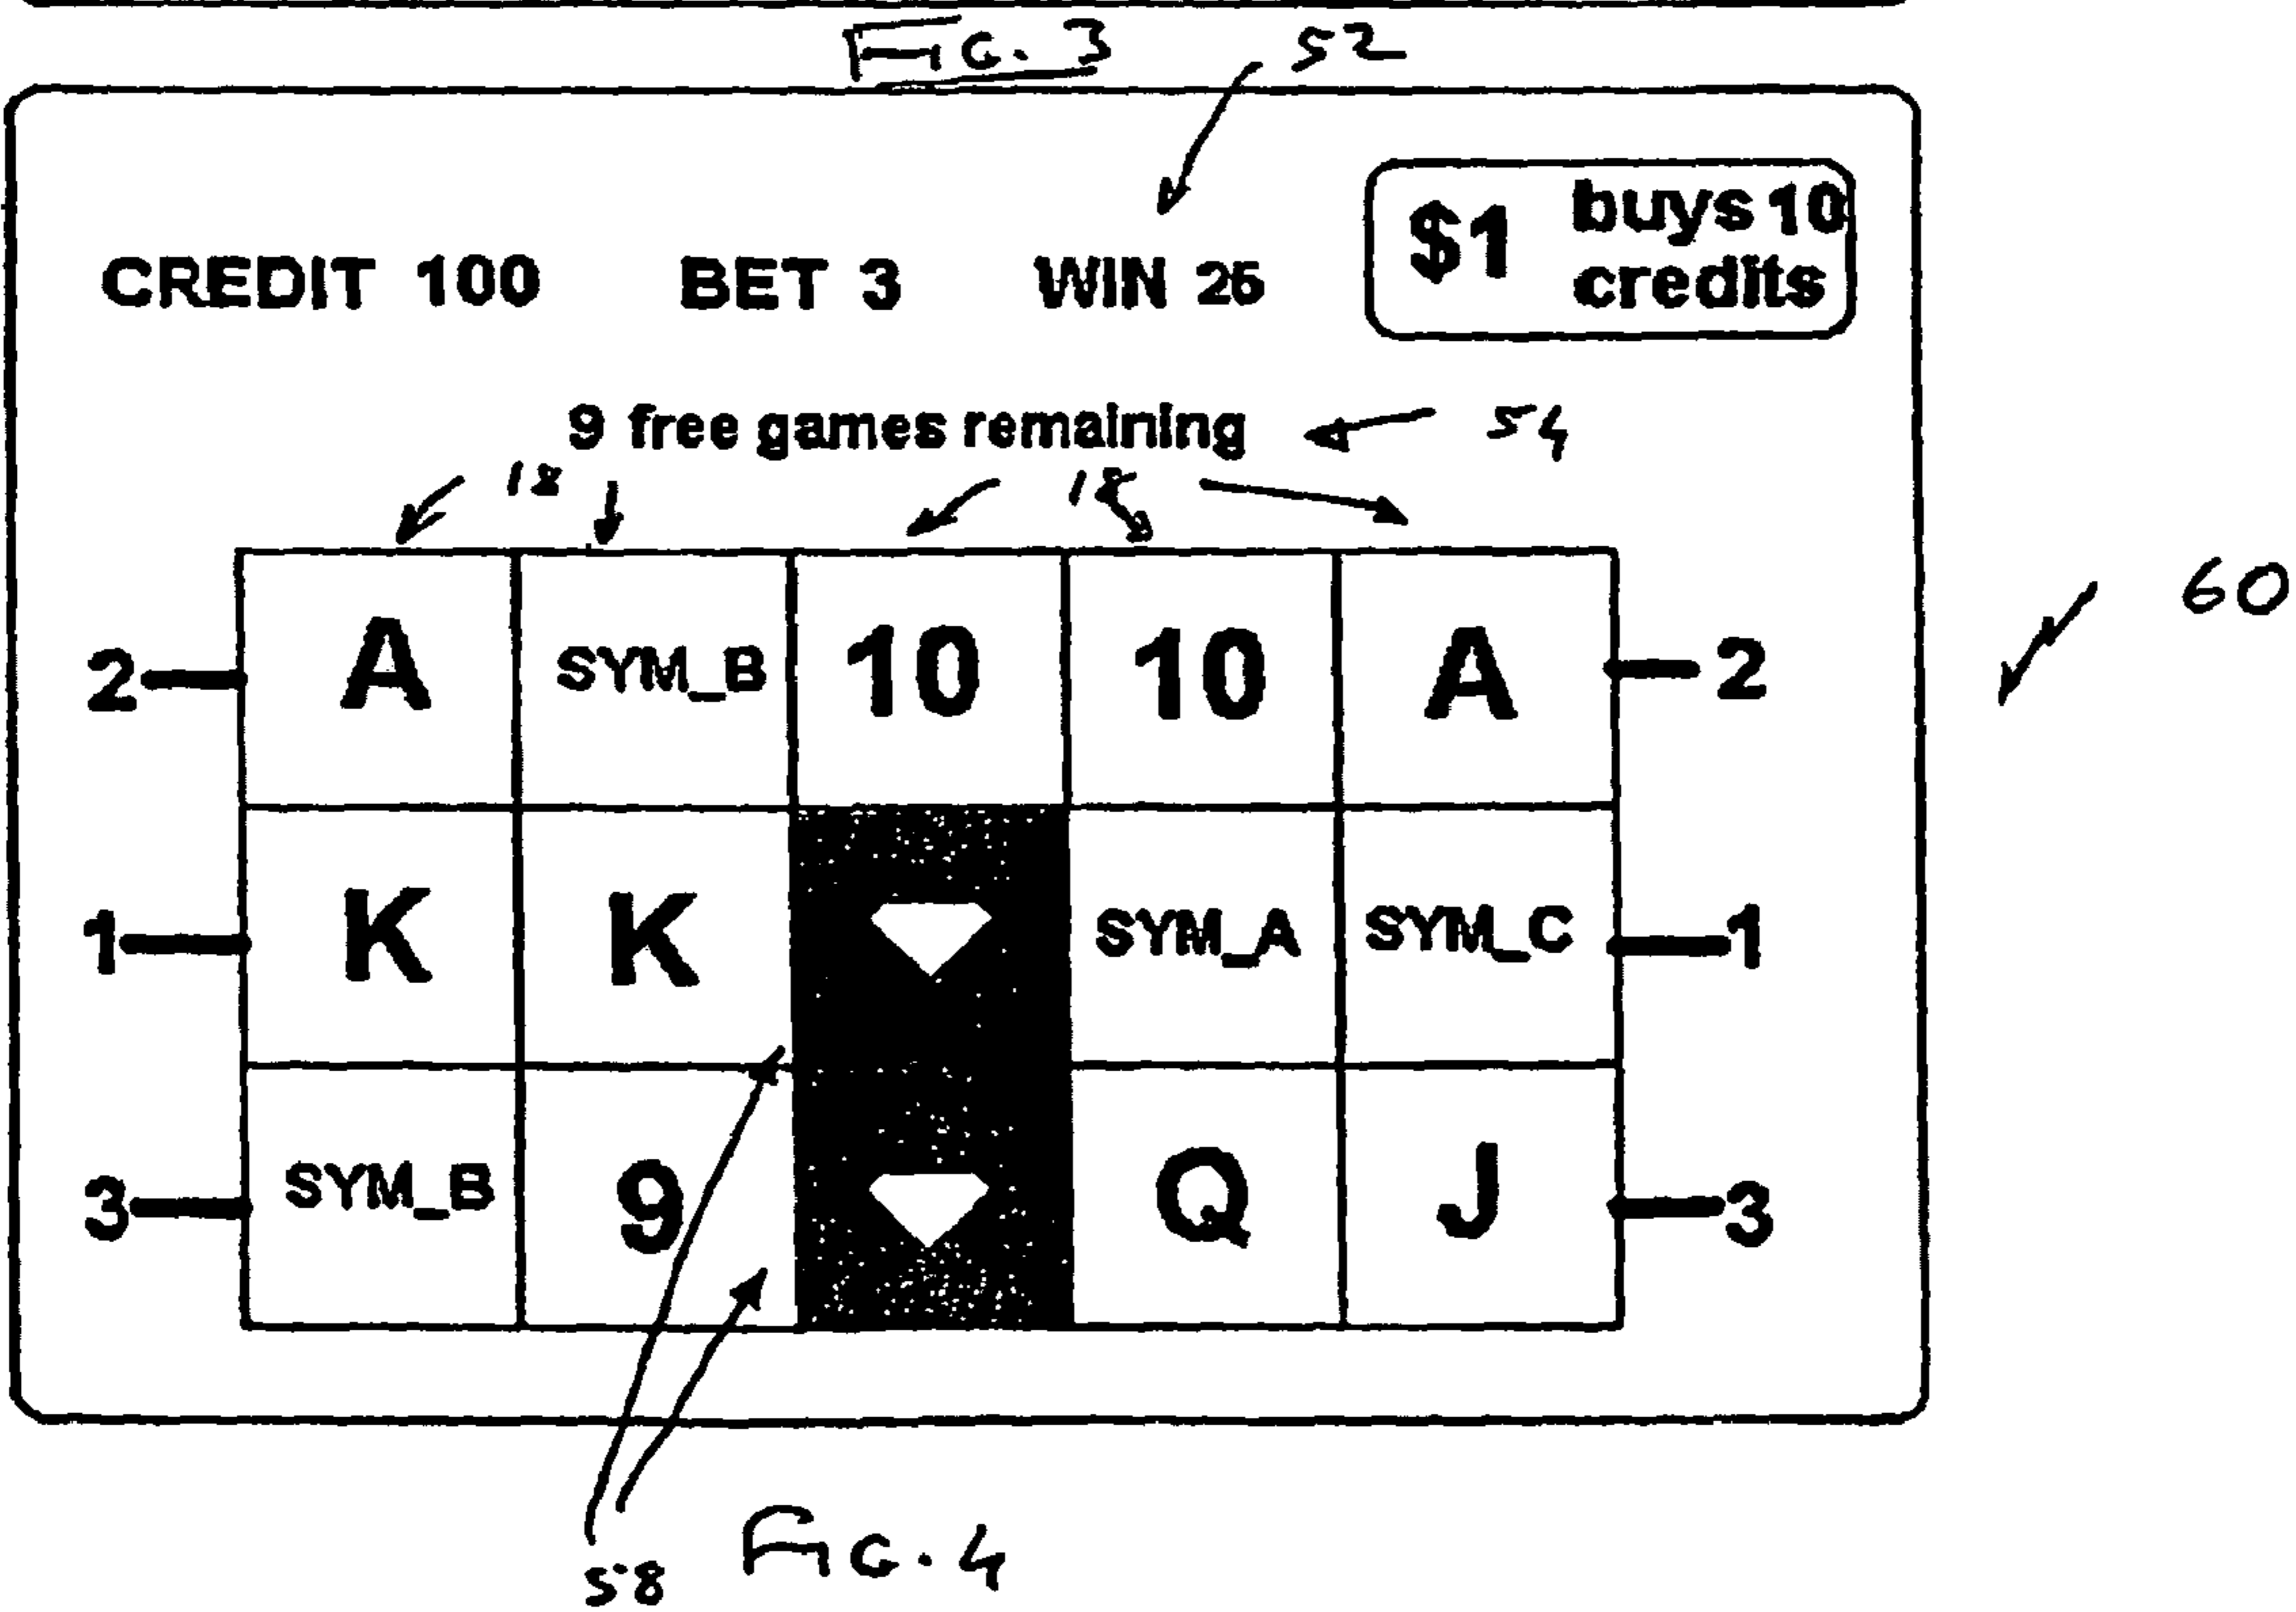 Fig. 3
52
CREDIT 100 BET 3 WIN 25 $1 buys 10 credits
9 free games remaining 54
18 18
2 A SYM_B 10 10 A 2
60
1 K K SYM_A SYM_C 1
3 SYM_B 9 Q J 3
58 Fig. 4